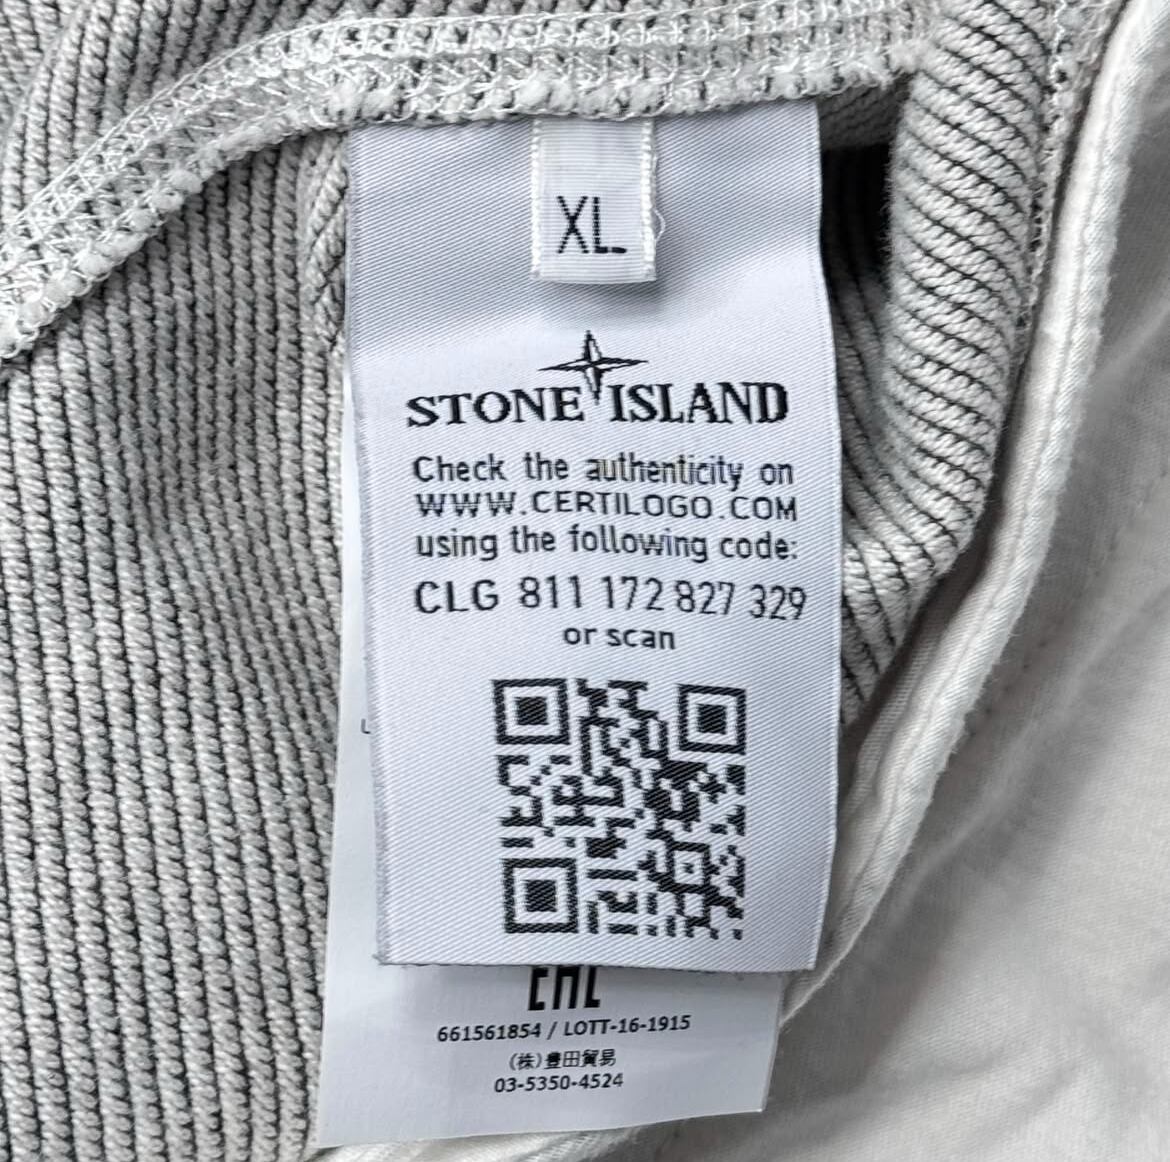 XL
STONE ISLAND
Check the authenticity on
WWW.CERTILOGO.COM
using the following code:
CLG 811 172 827 329
or scan
EAC
661561854 / LOTT-16-1915
(株)豊田貿易
03-5350-4524